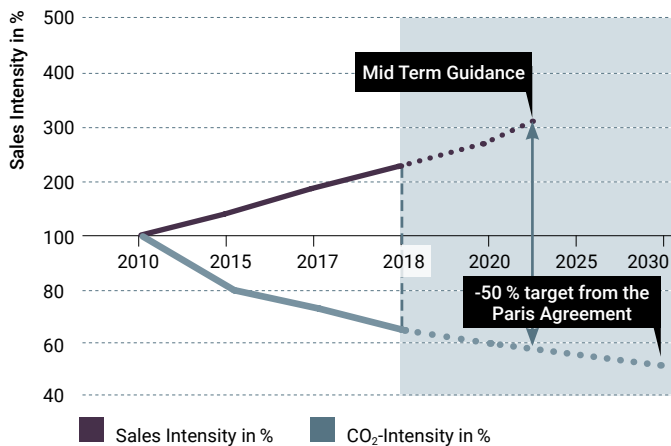 Sales Intensity in %
500
400
300
200
100
80
60
40
Mid Term Guidance
2010 2015 2017 2018 2020 2025 2030
-50 % target from the
Paris Agreement
Sales Intensity in % CO₂-Intensity in %